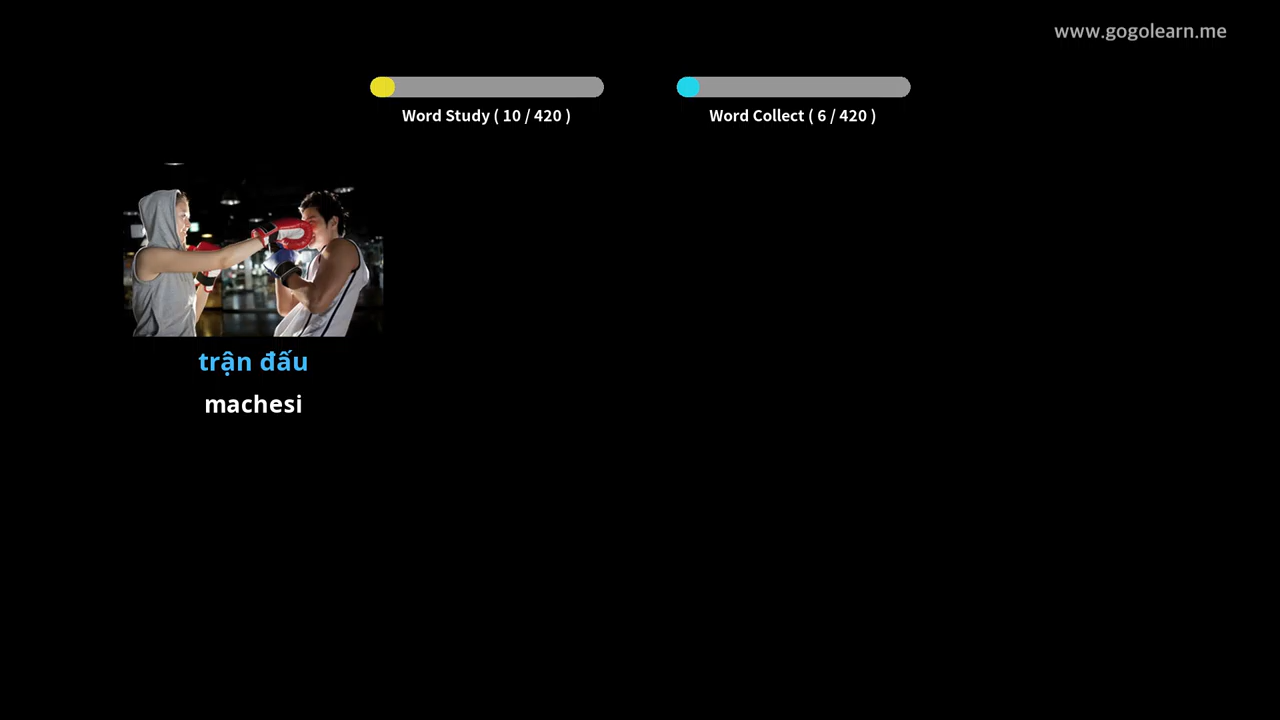 www.gogolearn.me
Word Study ( 10 / 420 )
Word Collect ( 6 / 420 )
trận đấu
machesi